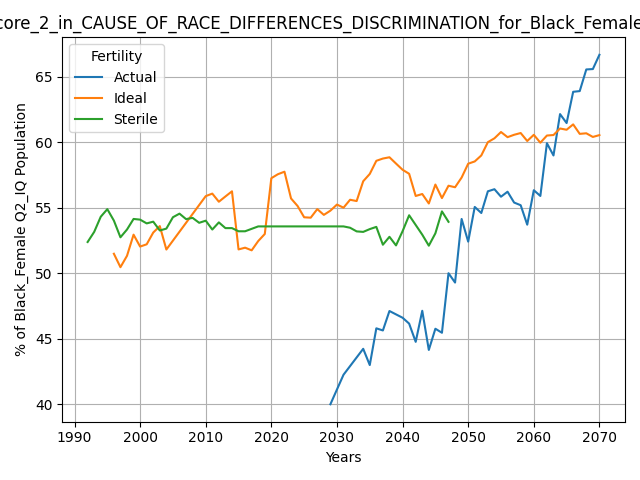 core_2_in_CAUSE_OF_RACE_DIFFERENCES_DISCRIMINATION_for_Black_Female
Fertility
Actual
Ideal
Sterile
% of Black_Female Q2_IQ Population
65
60
55
50
45
40
1990 2000 2010 2020 2030 2040 2050 2060 2070
Years